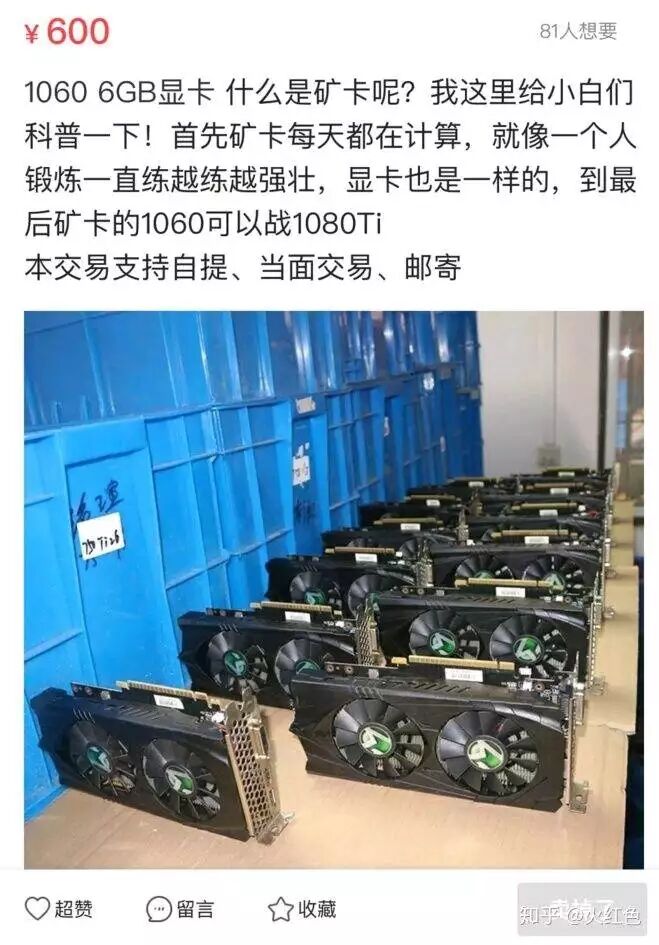 ¥600
81人想要
1060 6GB显卡 什么是矿卡呢？我这里给小白们
科普一下！首先矿卡每天都在计算，就像一个人
锻炼一直练越练越强壮，显卡也是一样的，到最
后矿卡的1060可以战1080Ti
本交易支持自提、当面交易、邮寄
超赞
留言
收藏
卖掉了
知乎 @火红色